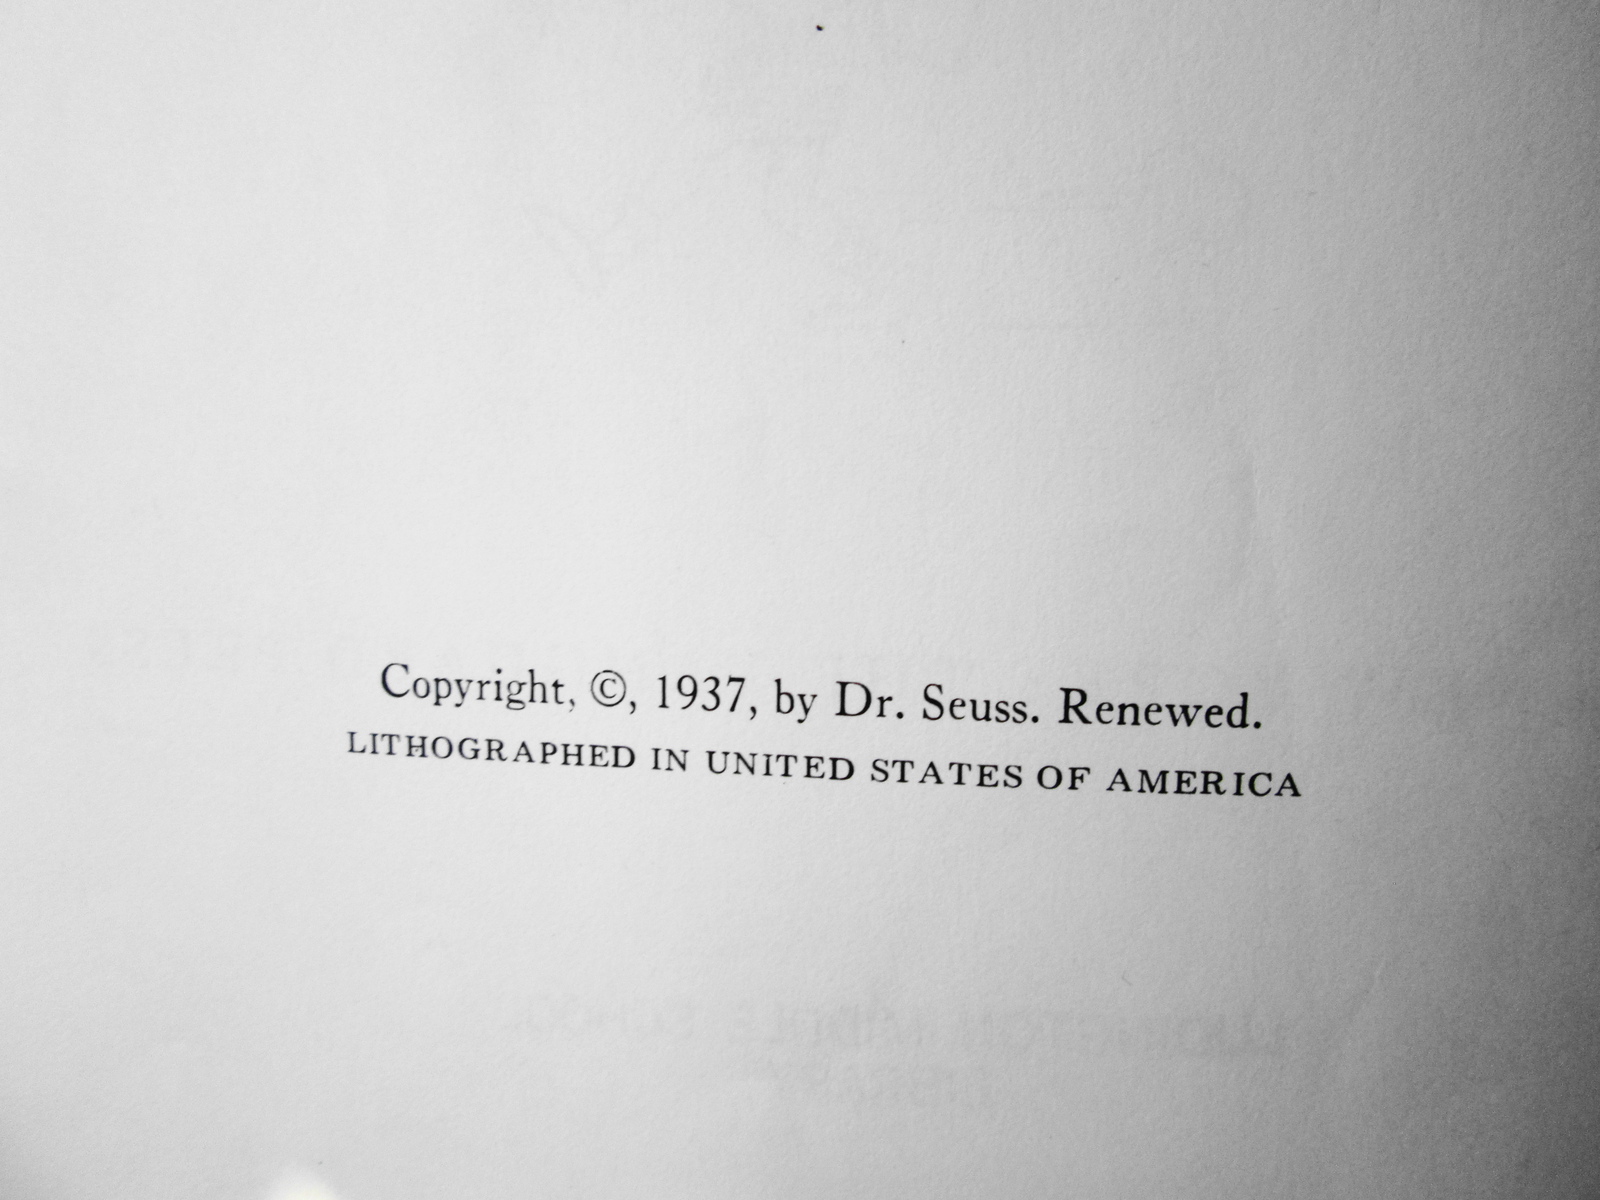 Copyright, ©, 1937, by Dr. Seuss. Renewed.
LITHOGRAPHED IN UNITED STATES OF AMERICA